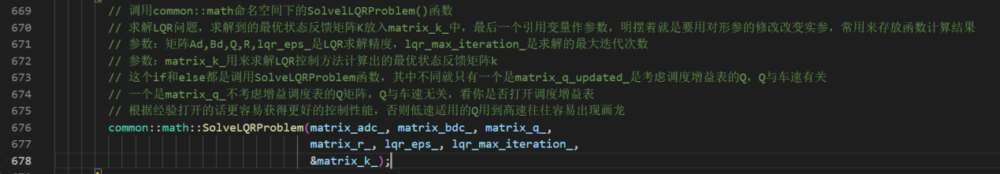 669 // 调用common::math命名空间下的SolvelLQRProblem()函数
670 // 求解LQR问题，求解到的最优状态反馈矩阵K放入matrix_k_中，最后一个引用变量作参数，明摆着就是要用对形参的修改改变实参，常用来存放函数计算结果
671 // 参数：矩阵Ad,Bd,Q,R,lqr_eps_是LQR求解精度，lqr_max_iteration_是求解的最大迭代次数
672 // 参数：matrix_k_用来求解LQR控制方法计算出的最优状态反馈矩阵k
673 // 这个if和else都是调用SolveLQRProblem函数，其中不同就只有一个是matrix_q_updated_是考虑调度增益表的Q，Q与车速有关
674 // 一个是matrix_q_不考虑增益调度表的Q矩阵，Q与车速无关，看你是否打开调度增益表
675 // 根据经验打开的话更容易获得更好的控制性能，否则低速适用的Q用到高速往往容易出现画龙
676 common::math::SolveLQRProblem(matrix_adc_, matrix_bdc_, matrix_q_,
677 matrix_r_, lqr_eps_, lqr_max_iteration_,
678 &matrix_k_);